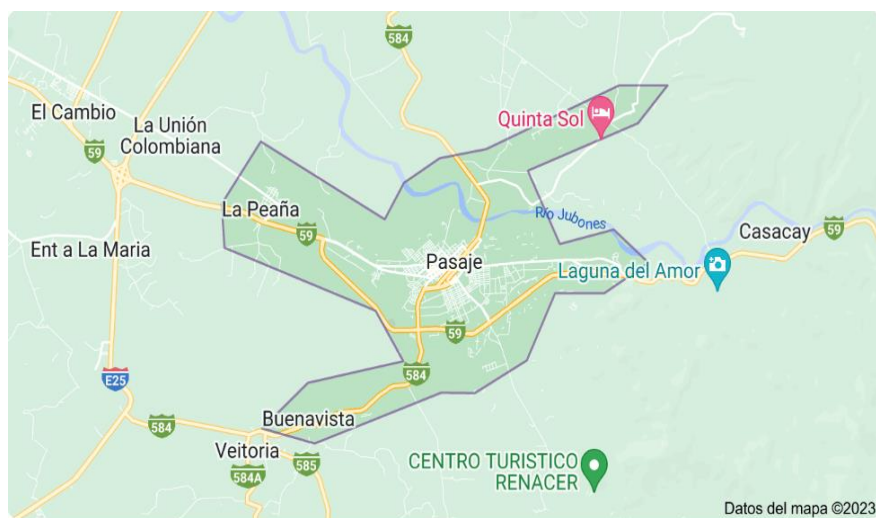 584
Quinta Sol
El Cambio
La Unión
Colombiana
59
La Peaña
Río Jubones
59
Casacay
59
Ent a La Maria
Pasaje
Laguna del Amor
59
E25
584
Buenavista
584
Veitoria
584A
585
CENTRO TURISTICO
RENACER
Datos del mapa ©2023